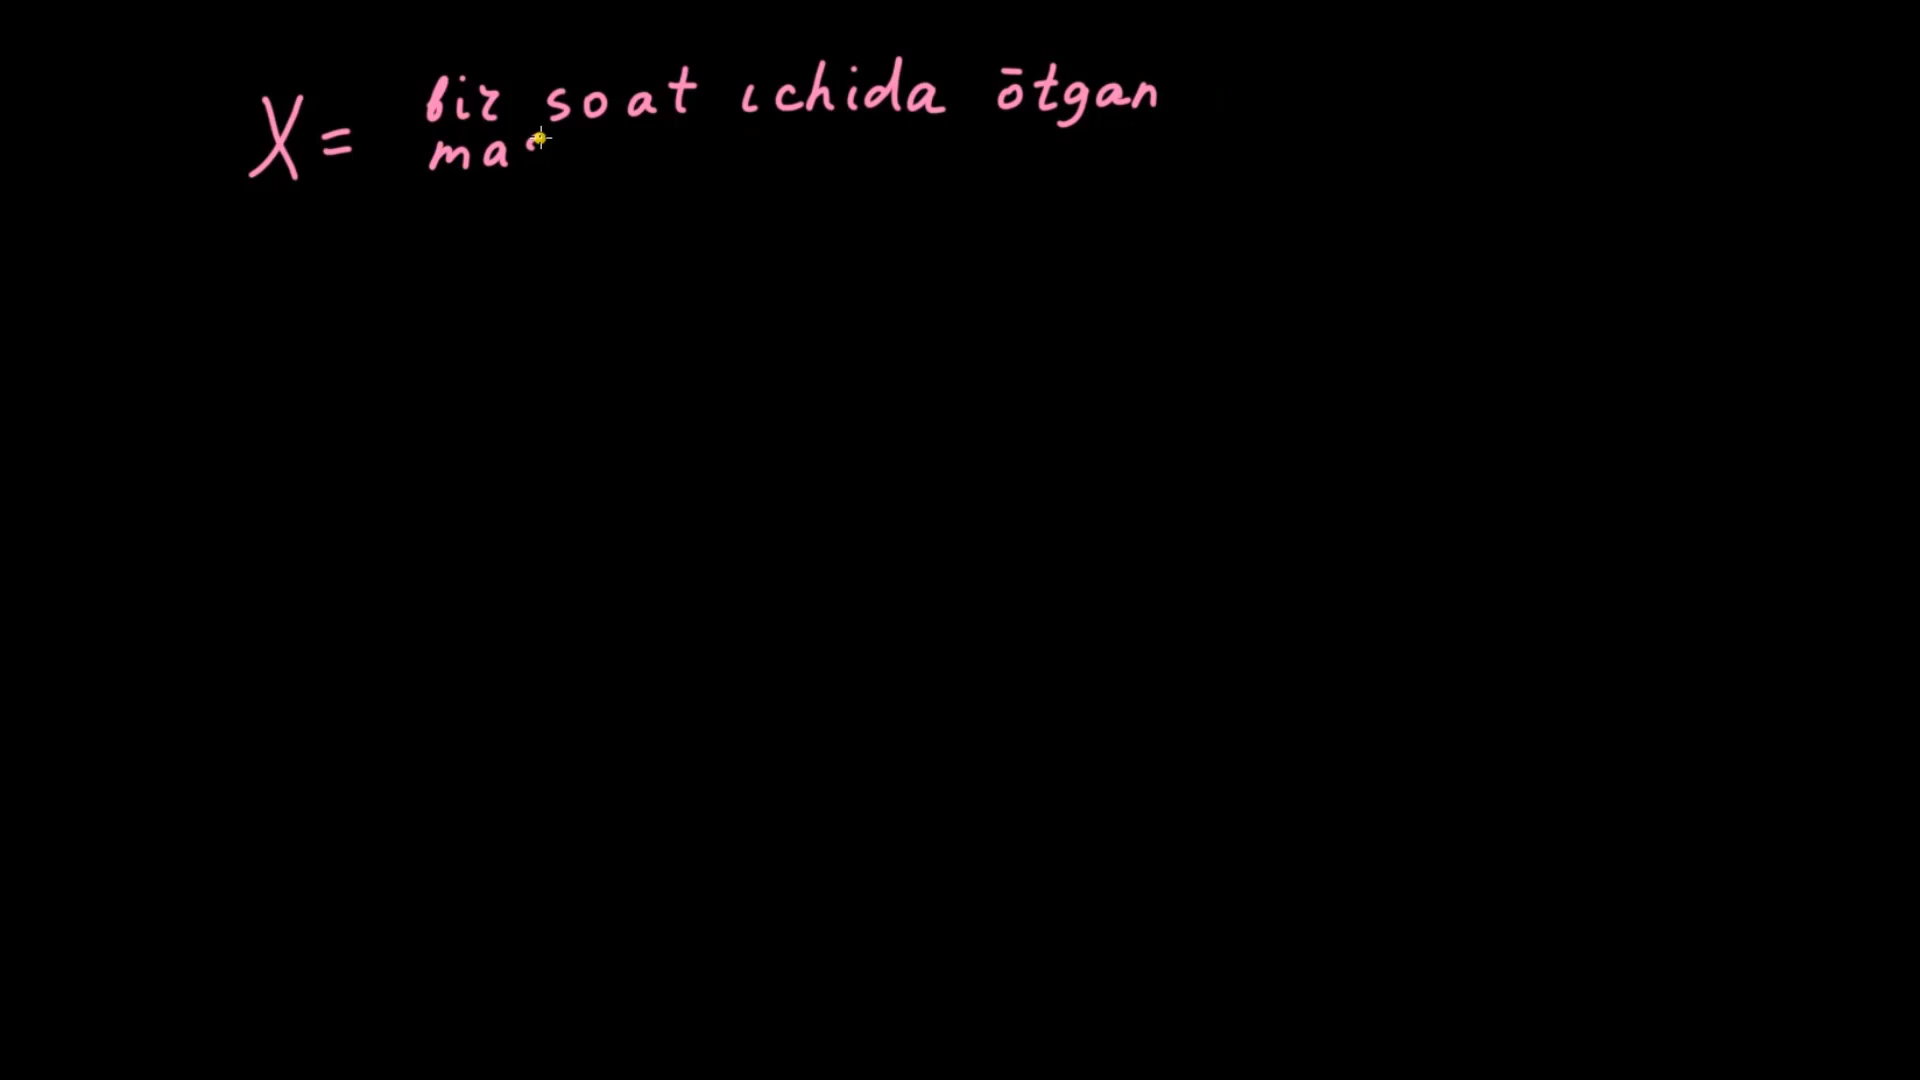 X= bir soat ichida ōtgan
ma